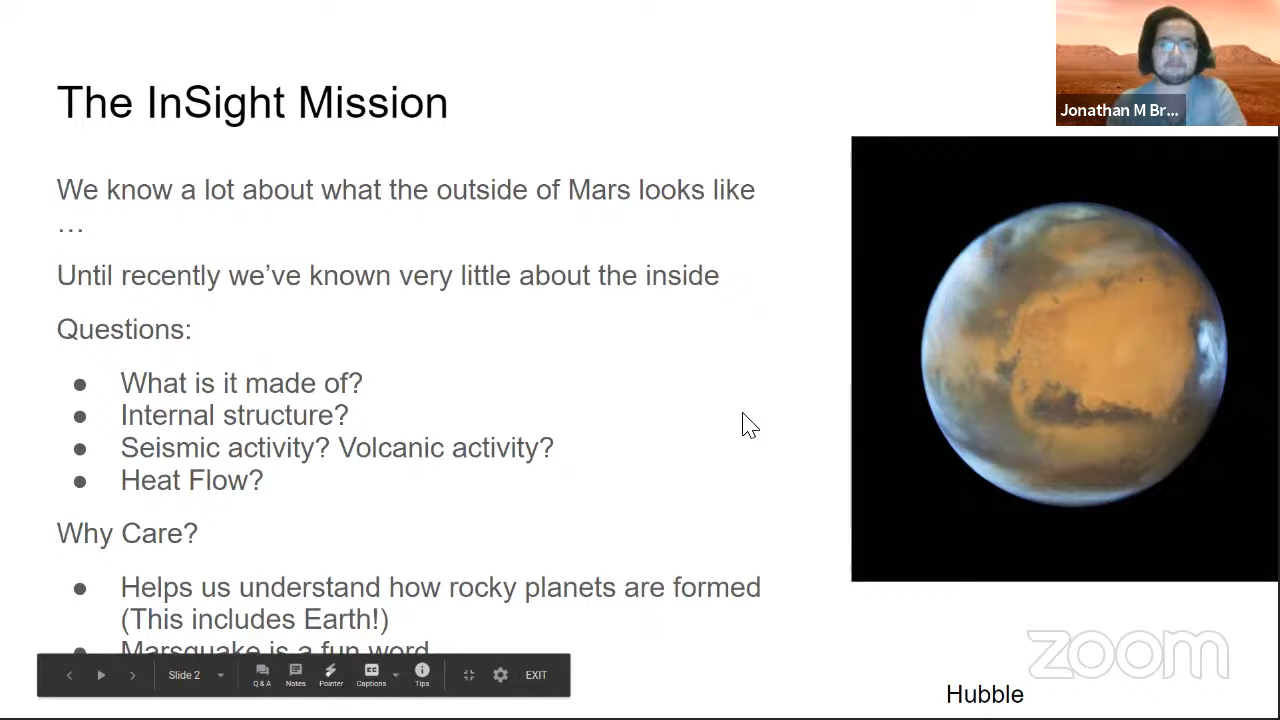 The InSight Mission
Jonathan M Br...
We know a lot about what the outside of Mars looks like
…
Until recently we’ve known very little about the inside
Questions:
● What is it made of?
● Internal structure?
● Seismic activity? Volcanic activity?
● Heat Flow?
Why Care?
● Helps us understand how rocky planets are formed
(This includes Earth!)
● Marsquake is a fun word
Slide 2
Q & A
Notes
Pointer
CC
Captions
Tips
EXIT
zoom
Hubble